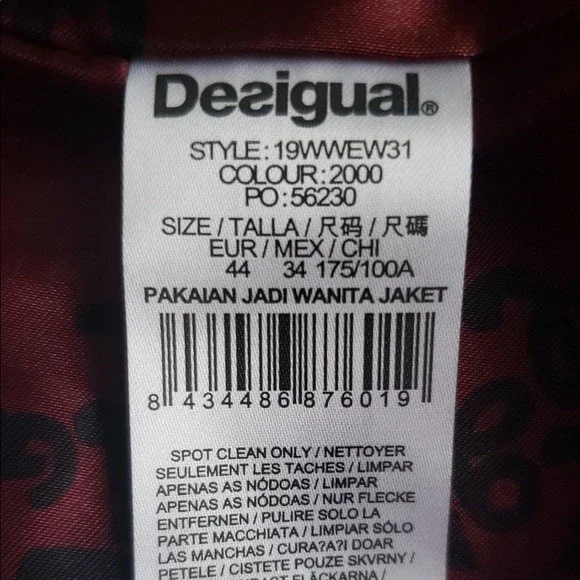 Desigual®
STYLE:19WWEW31
COLOUR:2000
PO:56230
SIZE/TALLA/尺码/尺碼
EUR/MEX/CHI
44 34 175/100A
PAKAIAN JADI WANITA JAKET
8 434486 876019
SPOT CLEAN ONLY / NETTOYER
SEULEMENT LES TACHES / LIMPAR
APENAS AS NÓDOAS / LIMPAR
APENAS AS NÓDOAS / NUR FLECKE
ENTFERNEN / PULIRE SOLO LA
PARTE MACCHIATA / LIMPIAR SÓLO
LAS MANCHAS / CURA?A?I DOAR
PETELE / CISTETE POUZE SKVRNY /
FLÄCKARNA /